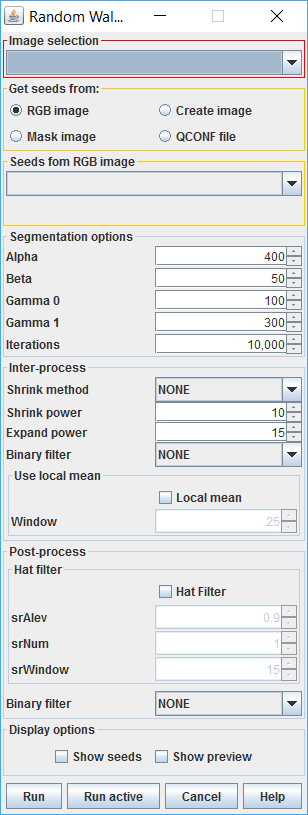 Random Wal...
Image selection
Get seeds from:
RGB image Create image
Mask image QCONF file
Seeds fom RGB image
Segmentation options
Alpha 400
Beta 50
Gamma 0 100
Gamma 1 300
Iterations 10,000
Inter-process
Shrink method NONE
Shrink power 10
Expand power 15
Binary filter NONE
Use local mean
Local mean
Window 25
Post-process
Hat filter
Hat Filter
srAlev 0.9
srNum 1
srWindow 15
Binary filter NONE
Display options
Show seeds Show preview
Run Run active Cancel Help